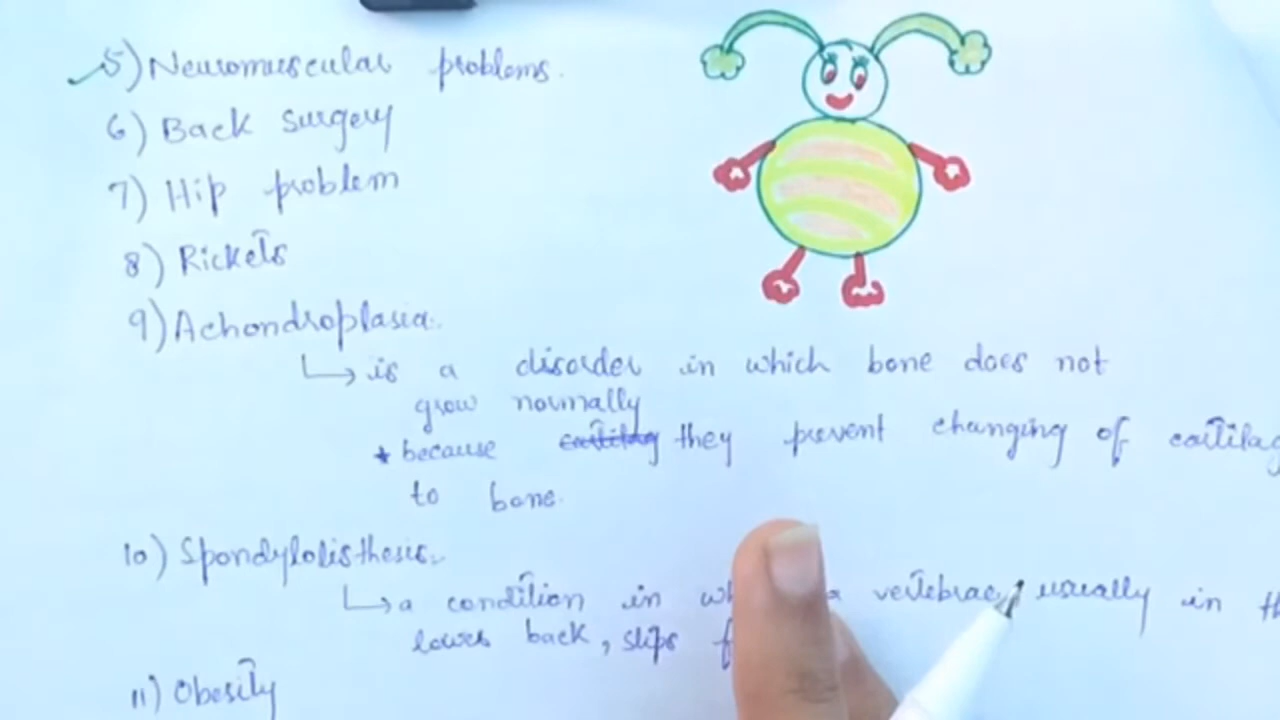 5) Neuromuscular problems.
6) Back surgery
7) Hip problem
8) Rickets
9) Achondroplasia.
↳ is a disorder in which bone does not
grow normally
* because they prevent changing of
to bone.
10) Spondylolisthesis.
↳ a condition in a vertebrae, usually in
lower back, slips
11) Obesity